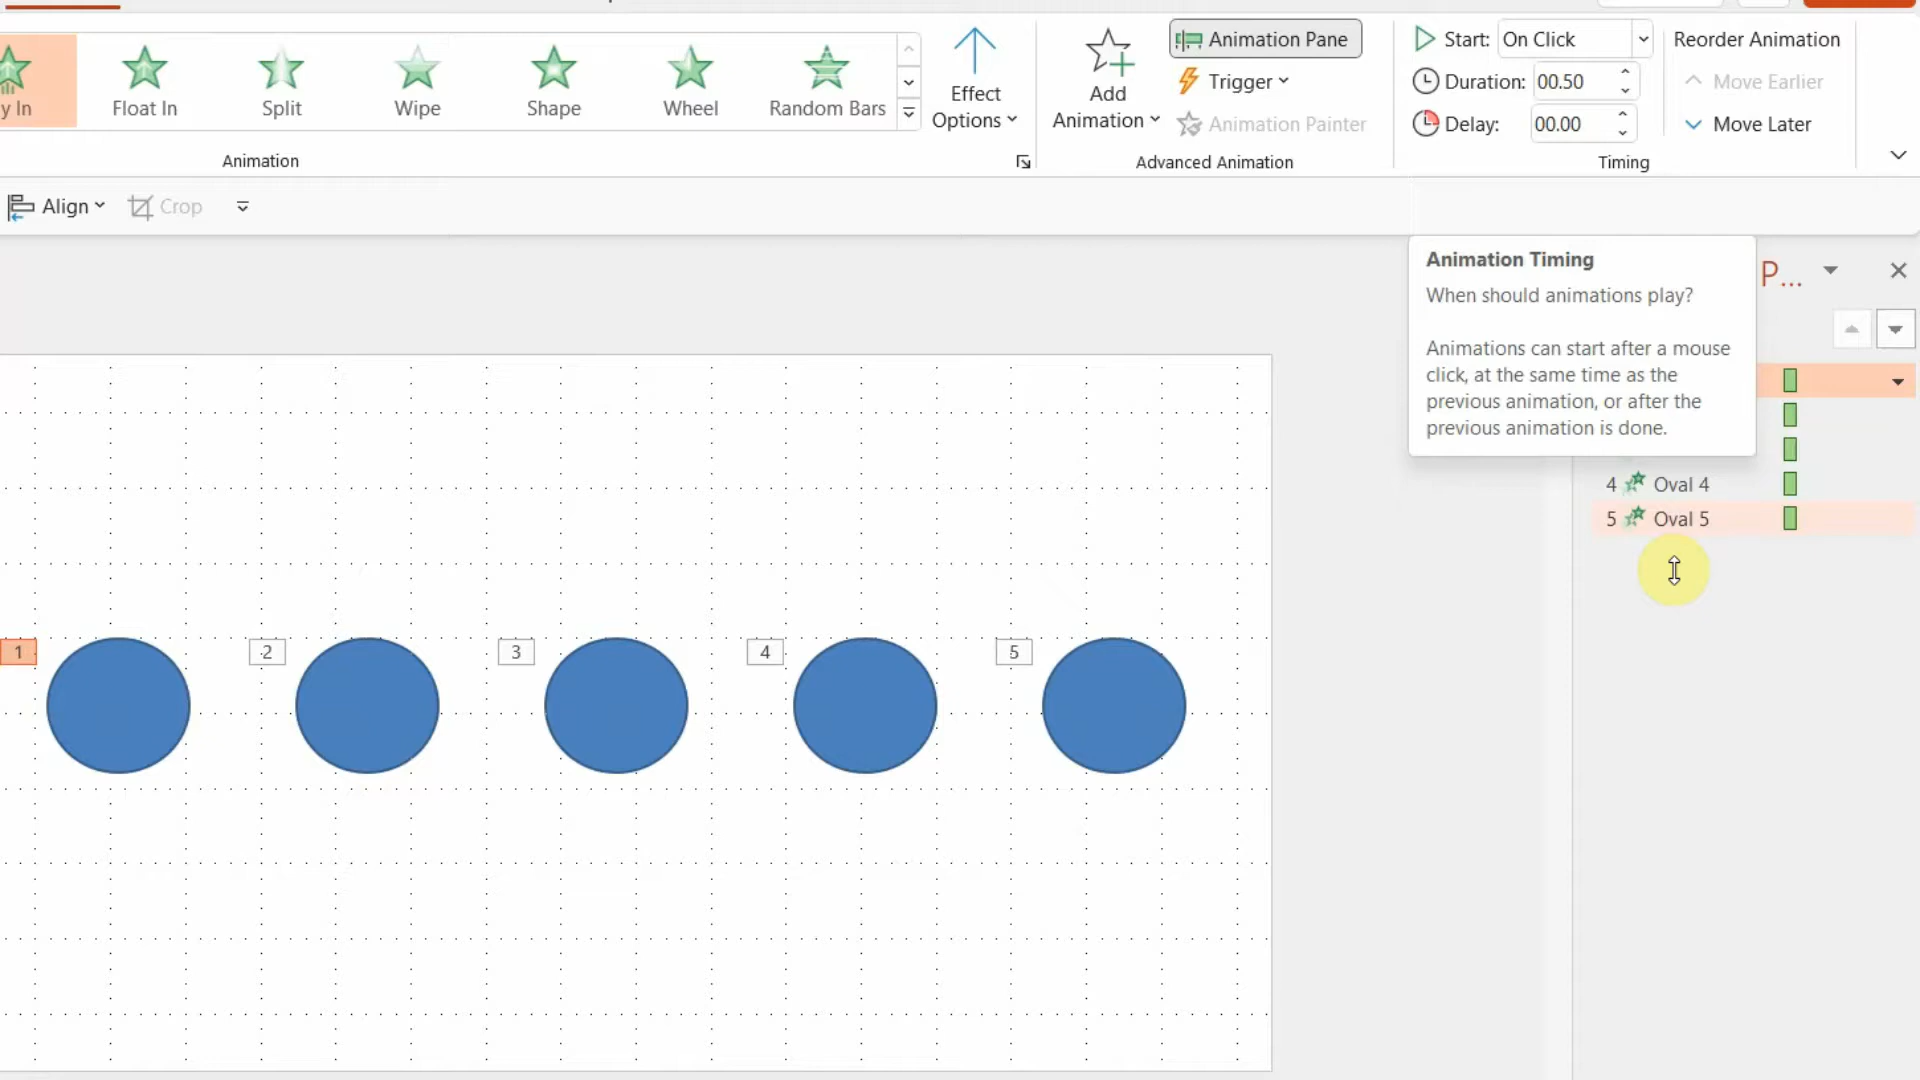 y In
Float In
Split
Wipe
Shape
Wheel
Random Bars
Animation
Effect
Options
Add
Animation
Animation Pane
Trigger
Animation Painter
Advanced Animation
Start: On Click
Duration: 00.50
Delay: 00.00
Timing
Reorder Animation
Move Earlier
Move Later
Align
Crop
Animation Timing
When should animations play?
Animations can start after a mouse
click, at the same time as the
previous animation, or after the
previous animation is done.
P...
4 Oval 4
5 Oval 5
1
2
3
4
5